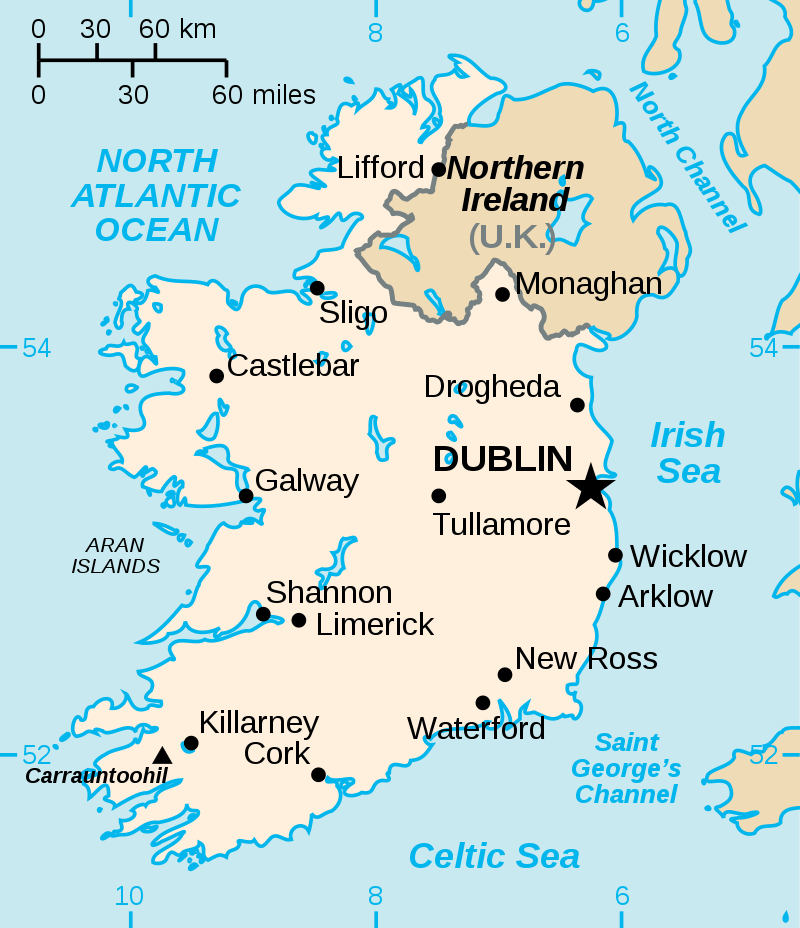 0 30 60 km
0 30 60 miles
8
6
North Channel
NORTH
ATLANTIC
OCEAN
Lifford
Northern
Ireland
(U.K.)
Monaghan
Sligo
54
54
Castlebar
Drogheda
Irish
Sea
DUBLIN
Galway
Tullamore
ARAN
ISLANDS
Wicklow
Shannon
Arklow
Limerick
New Ross
Killarney
Waterford
Cork
Saint
George's
Channel
52
52
Carrauntoohil
Celtic Sea
10
8
6